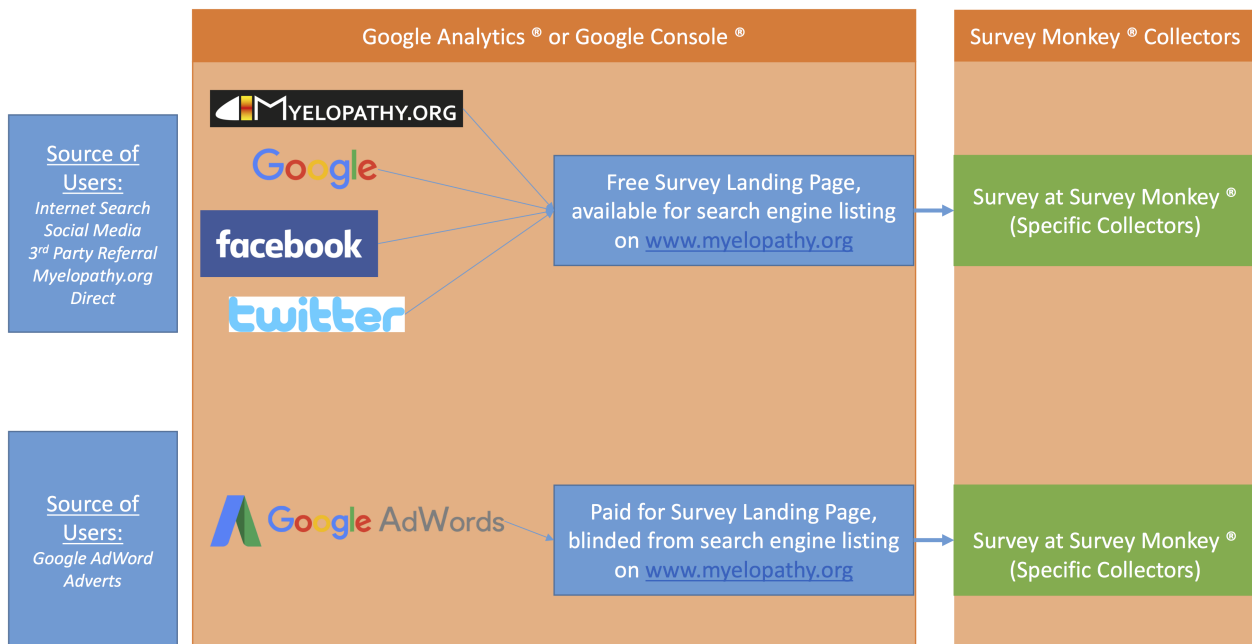 Google Analytics ® or Google Console ®
Survey Monkey ® Collectors
Source of
Users:
Internet Search
Social Media
3rd Party Referral
Myelopathy.org
Direct
MYELOPATHY.ORG
Google
facebook
twitter
Free Survey Landing Page,
available for search engine listing
on www.myelopathy.org
Survey at Survey Monkey ®
(Specific Collectors)
Source of
Users:
Google AdWord
Adverts
Google AdWords
Paid for Survey Landing Page,
blinded from search engine listing
on www.myelopathy.org
Survey at Survey Monkey ®
(Specific Collectors)